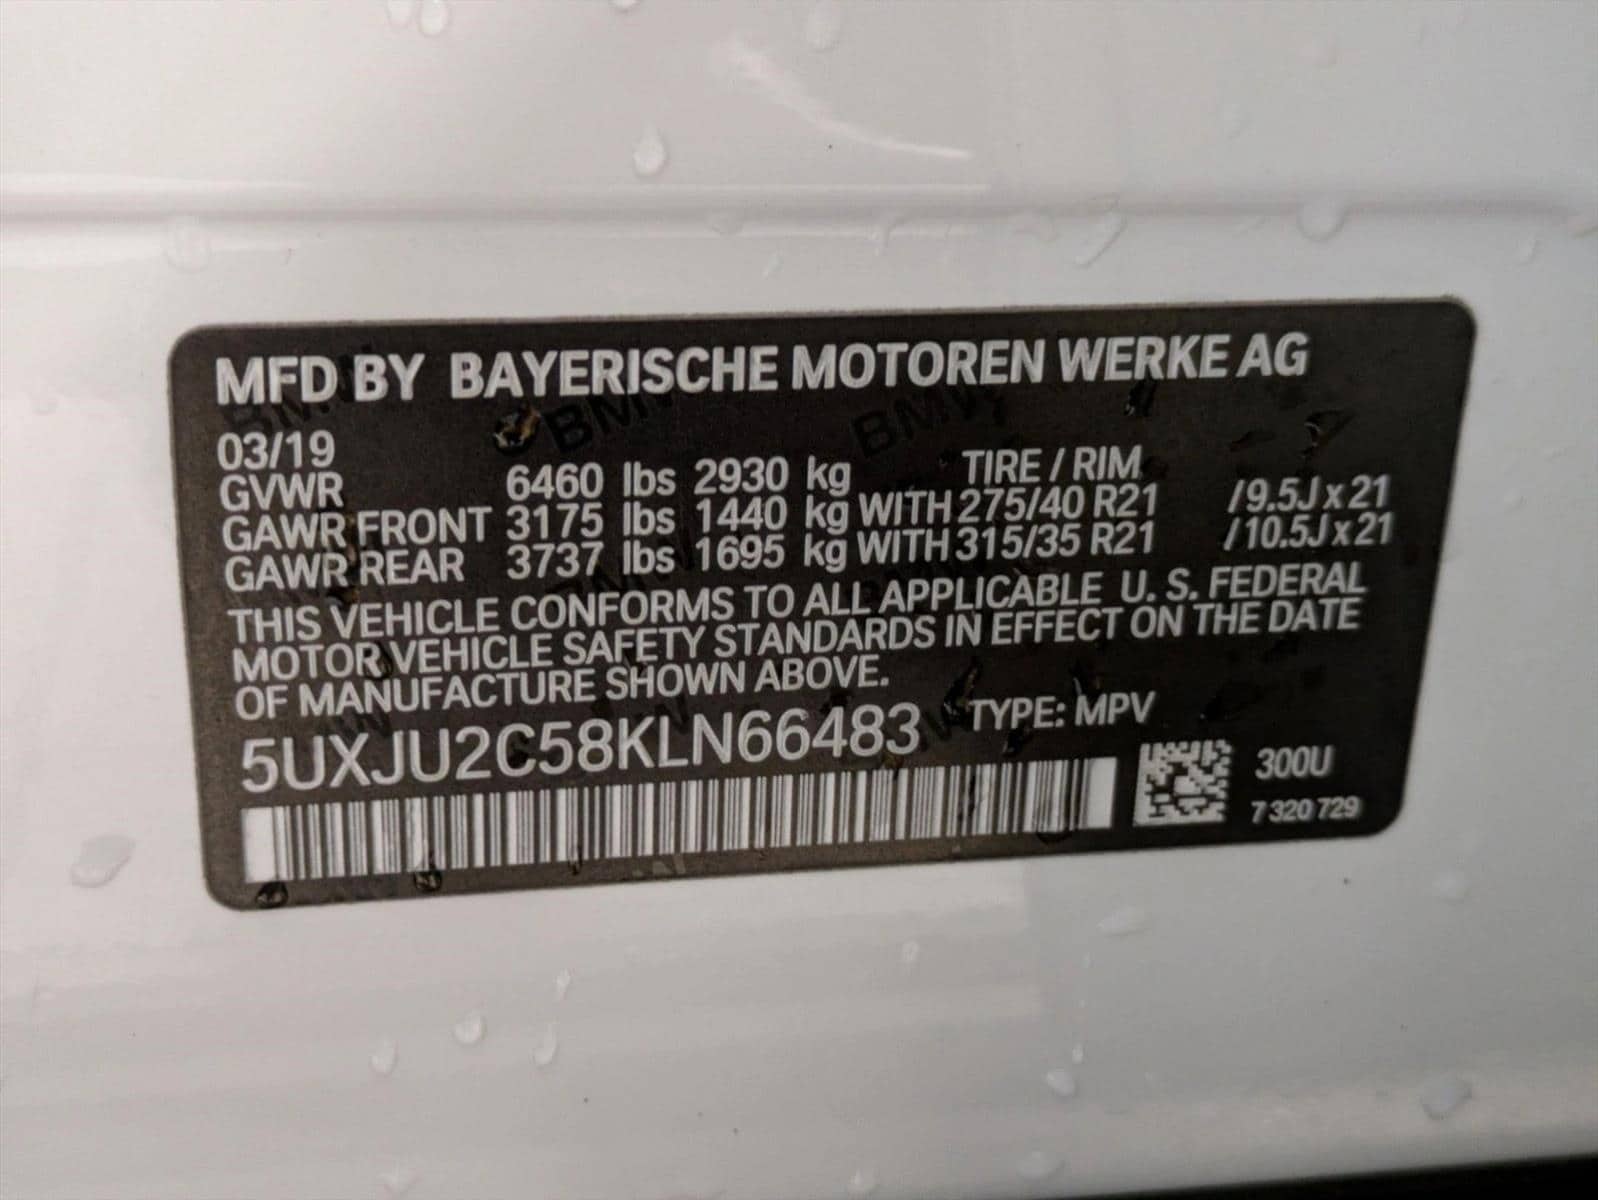 MFD BY BAYERISCHE MOTOREN WERKE AG
03/19 TIRE / RIM
GVWR 6460 lbs 2930 kg
GAWR FRONT 3175 lbs 1440 kg WITH 275/40 R21 /9.5J x 21
GAWR REAR 3737 lbs 1695 kg WITH 315/35 R21 /10.5J x 21
THIS VEHICLE CONFORMS TO ALL APPLICABLE U. S. FEDERAL
MOTOR VEHICLE SAFETY STANDARDS IN EFFECT ON THE DATE
OF MANUFACTURE SHOWN ABOVE.
5UXJU2C58KLN66483 TYPE: MPV
300U
7 320 729